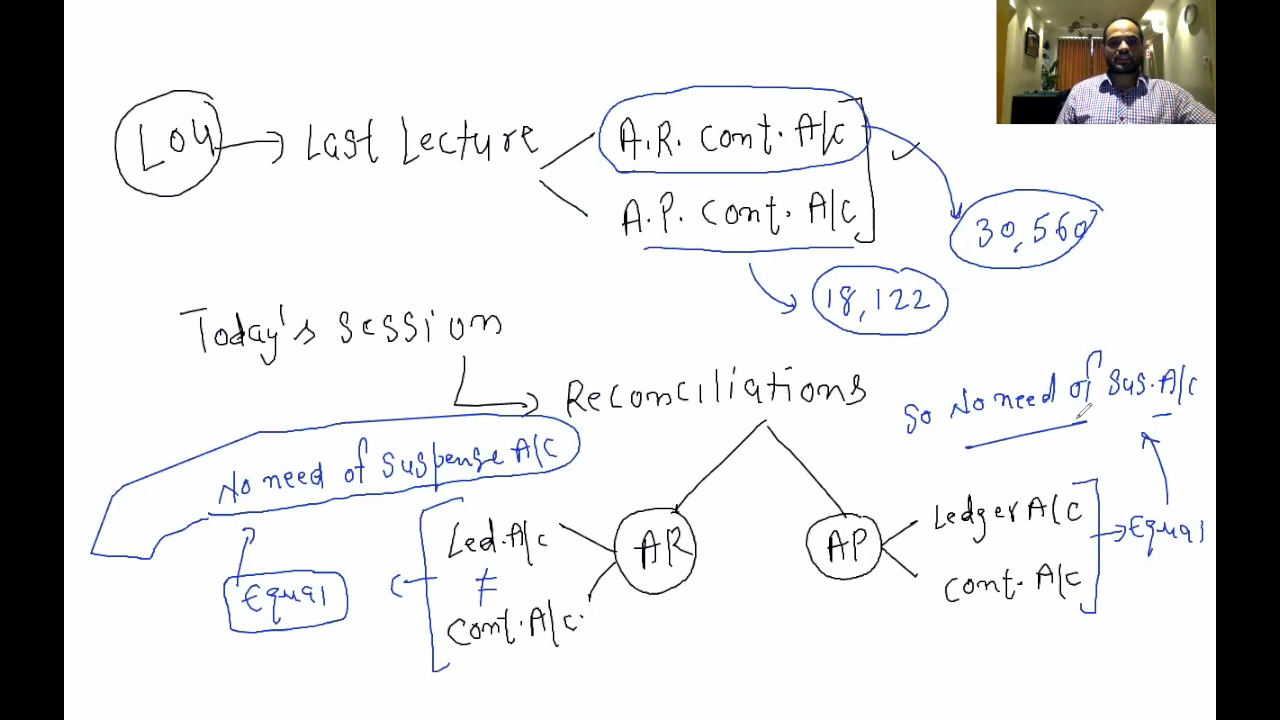 L04 → Last Lecture
A.R. Cont. A/c
A.P. Cont. A/c
30,560
18,122
Today's Session
Reconciliations
So No need of Sus. A/c
No need of Suspense A/c
Led. A/c
≠
Cont. A/c.
AR
AP
Ledger A/c
Cont. A/c
Equal
Equal